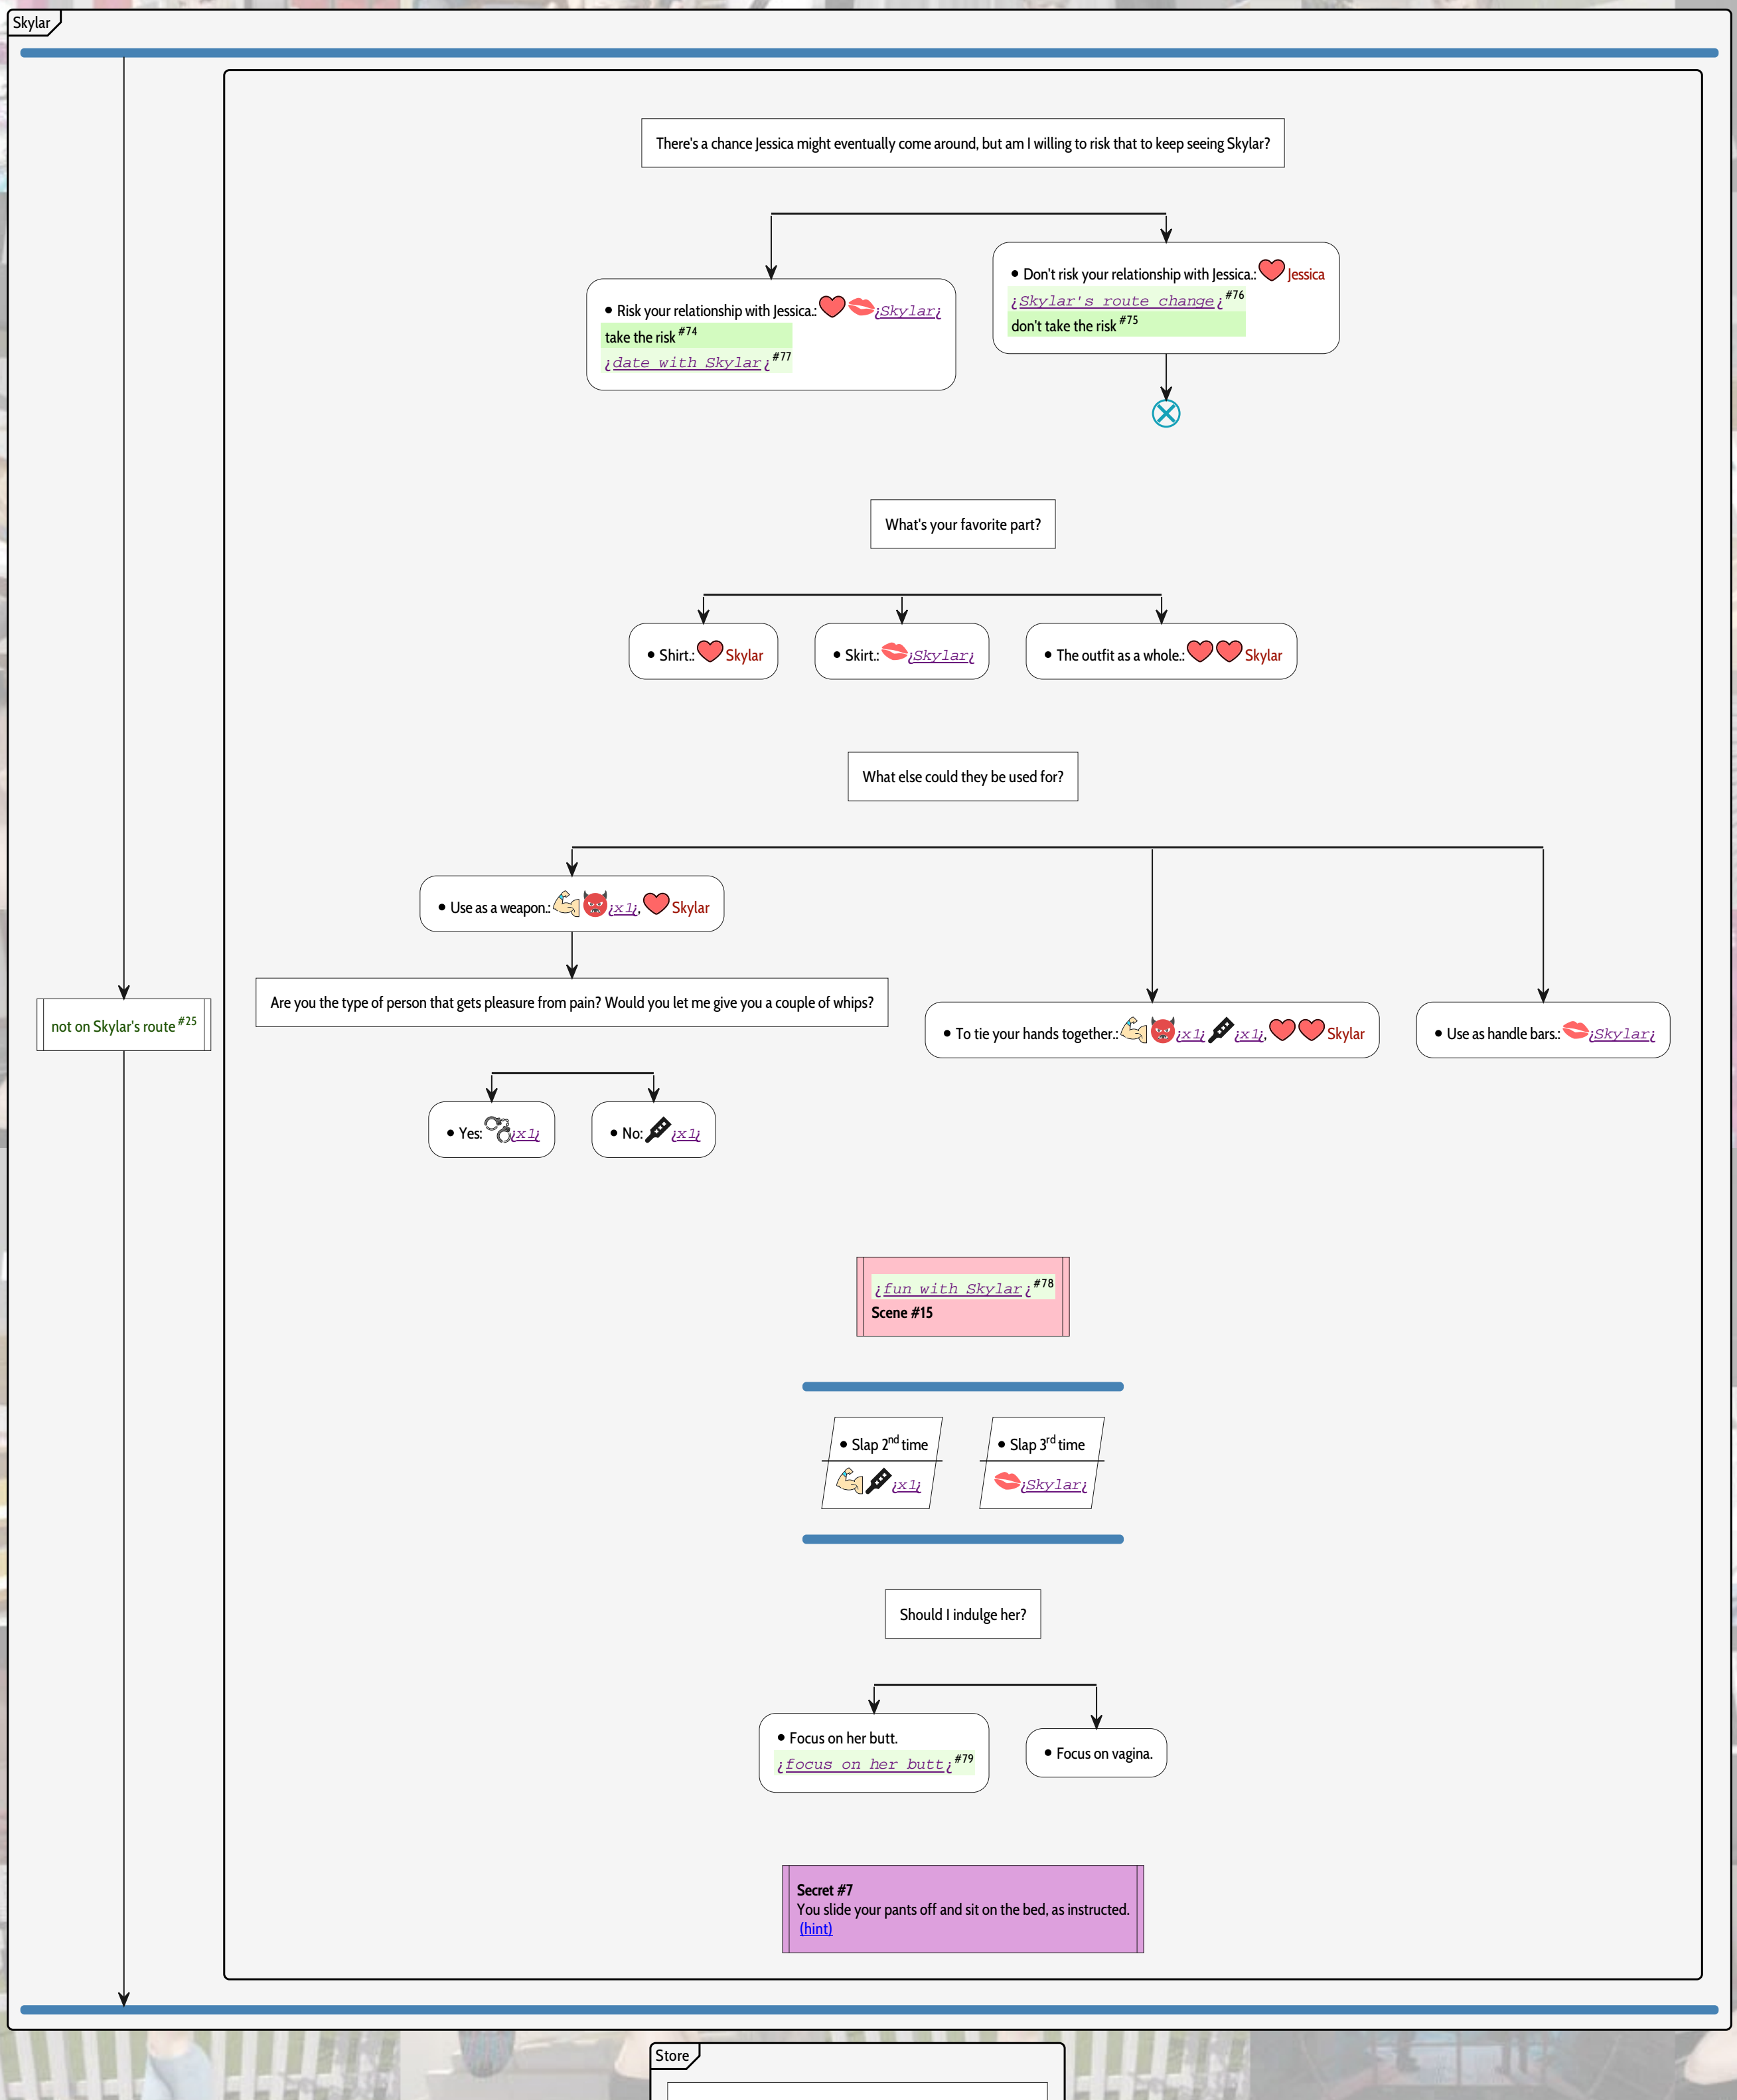 Skylar
There's a chance Jessica might eventually come around, but am I willing to risk that to keep seeing Skylar?
• Risk your relationship with Jessica.: ¿Skylar¿
take the risk #74
¿date with Skylar¿ #77
• Don't risk your relationship with Jessica.: Jessica
¿Skylar's route change¿ #76
don't take the risk #75
What's your favorite part?
• Shirt.: Skylar
• Skirt.: ¿Skylar¿
• The outfit as a whole.: Skylar
What else could they be used for?
• Use as a weapon.: ¿x1¿, Skylar
Are you the type of person that gets pleasure from pain? Would you let me give you a couple of whips?
not on Skylar's route #25
• To tie your hands together.: ¿x1¿ ¿x1¿, Skylar
• Use as handle bars.: ¿Skylar¿
• Yes: ¿x1¿
• No: ¿x1¿
¿fun with Skylar¿ #78
Scene #15
• Slap 2nd time
¿x1¿
• Slap 3rd time
¿Skylar¿
Should I indulge her?
• Focus on her butt.
¿focus on her butt¿ #79
• Focus on vagina.
Secret #7
You slide your pants off and sit on the bed, as instructed.
(hint)
Store